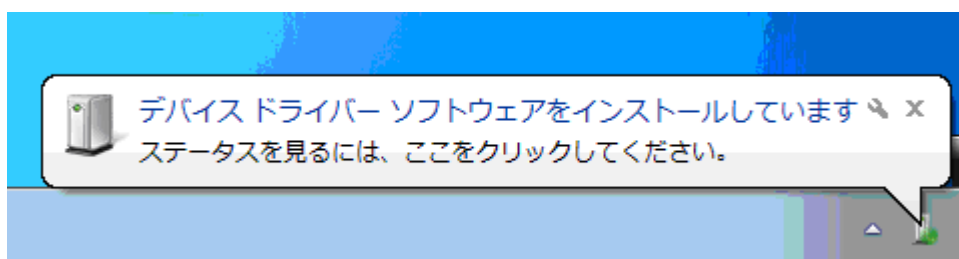 デバイス ドライバー ソフトウェアをインストールしています
ステータスを見るには、ここをクリックしてください。